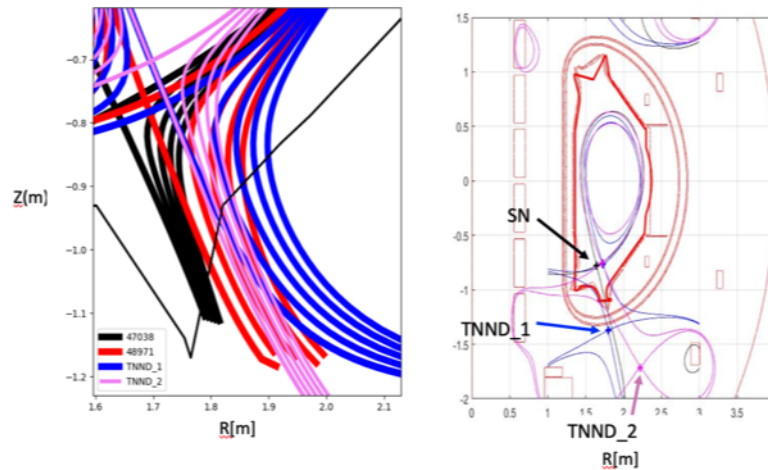 −0.7
−0.8
−0.9
−1.0
−1.1
−1.2
Z(m)
47038
48971
TNND_1
TNND_2
1.6 1.7 1.8 1.9 2.0 2.1
R[m]
1.5
1
0.5
0
-0.5
-1
-1.5
-2
SN
TNND_1
0 0.5 1 1.5 2 2.5 3 3.5
TNND_2
R[m]